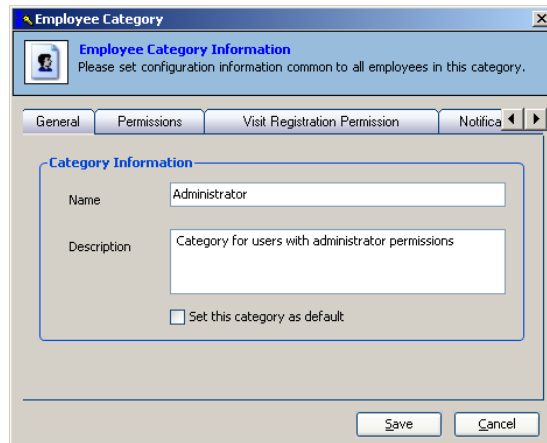 Employee Category
Employee Category Information
Please set configuration information common to all employees in this category.
General Permissions Visit Registration Permission Notifica
Category Information
Name Administrator
Description Category for users with administrator permissions
Set this category as default
Save Cancel